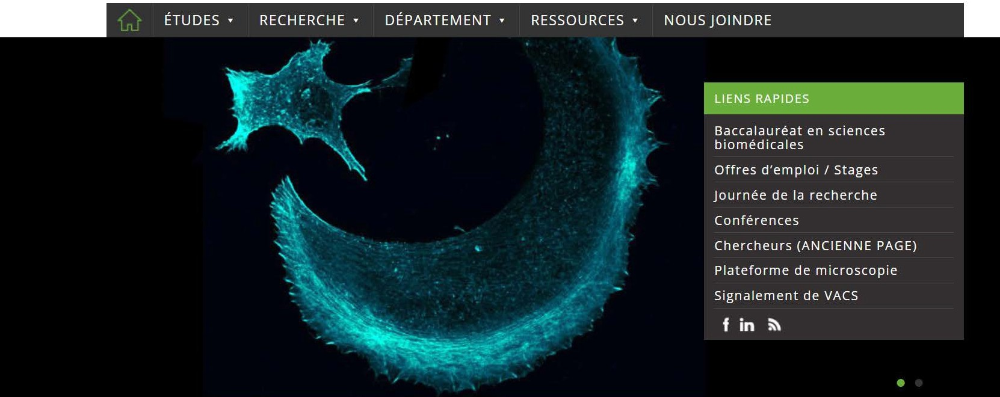 ÉTUDES
RECHERCHE
DÉPARTEMENT
RESSOURCES
NOUS JOINDRE
LIENS RAPIDES
Baccalauréat en sciences
biomédicales
Offres d’emploi / Stages
Journée de la recherche
Conférences
Chercheurs (ANCIENNE PAGE)
Plateforme de microscopie
Signalement de VACS
f in